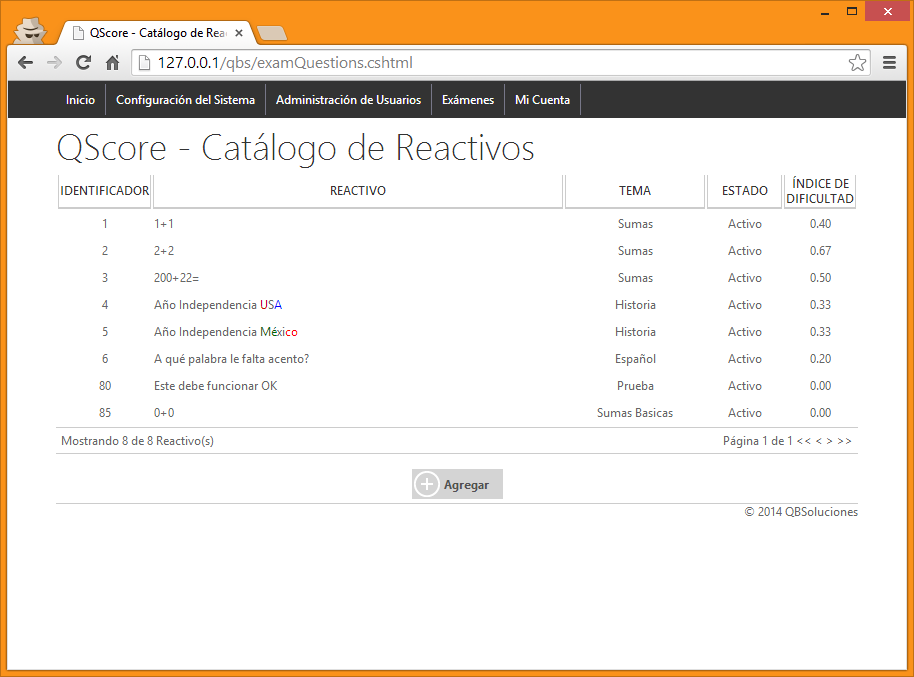 QScore - Catálogo de Rea
127.0.0.1/qbs/examQuestions.cshtml
Inicio Configuración del Sistema Administración de Usuarios Exámenes Mi Cuenta
QScore - Catálogo de Reactivos
IDENTIFICADOR REACTIVO TEMA ESTADO ÍNDICE DE DIFICULTAD
1 1+1 Sumas Activo 0.40
2 2+2 Sumas Activo 0.67
3 200+22= Sumas Activo 0.50
4 Año Independencia USA Historia Activo 0.33
5 Año Independencia México Historia Activo 0.33
6 A qué palabra le falta acento? Español Activo 0.20
80 Este debe funcionar OK Prueba Activo 0.00
85 0+0 Sumas Basicas Activo 0.00
Mostrando 8 de 8 Reactivo(s) Página 1 de 1 << < > >>
Agregar
© 2014 QBSoluciones